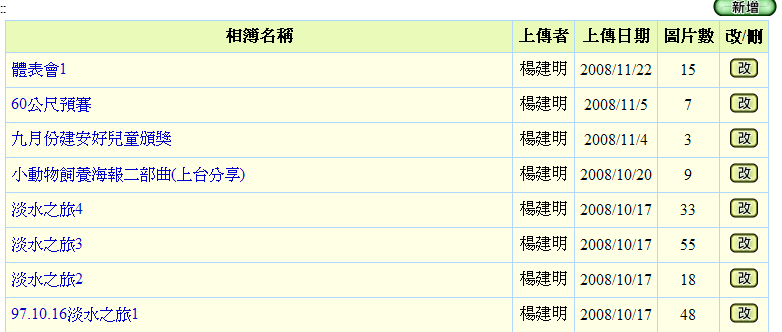 ::
新增
相簿名稱 上傳者 上傳日期 圖片數 改/刪
體表會1 楊建明 2008/11/22 15 改
60公尺預賽 楊建明 2008/11/5 7 改
九月份建安好兒童頒獎 楊建明 2008/11/4 3 改
小動物飼養海報二部曲(上台分享) 楊建明 2008/10/20 9 改
淡水之旅4 楊建明 2008/10/17 33 改
淡水之旅3 楊建明 2008/10/17 55 改
淡水之旅2 楊建明 2008/10/17 18 改
97.10.16淡水之旅1 楊建明 2008/10/17 48 改